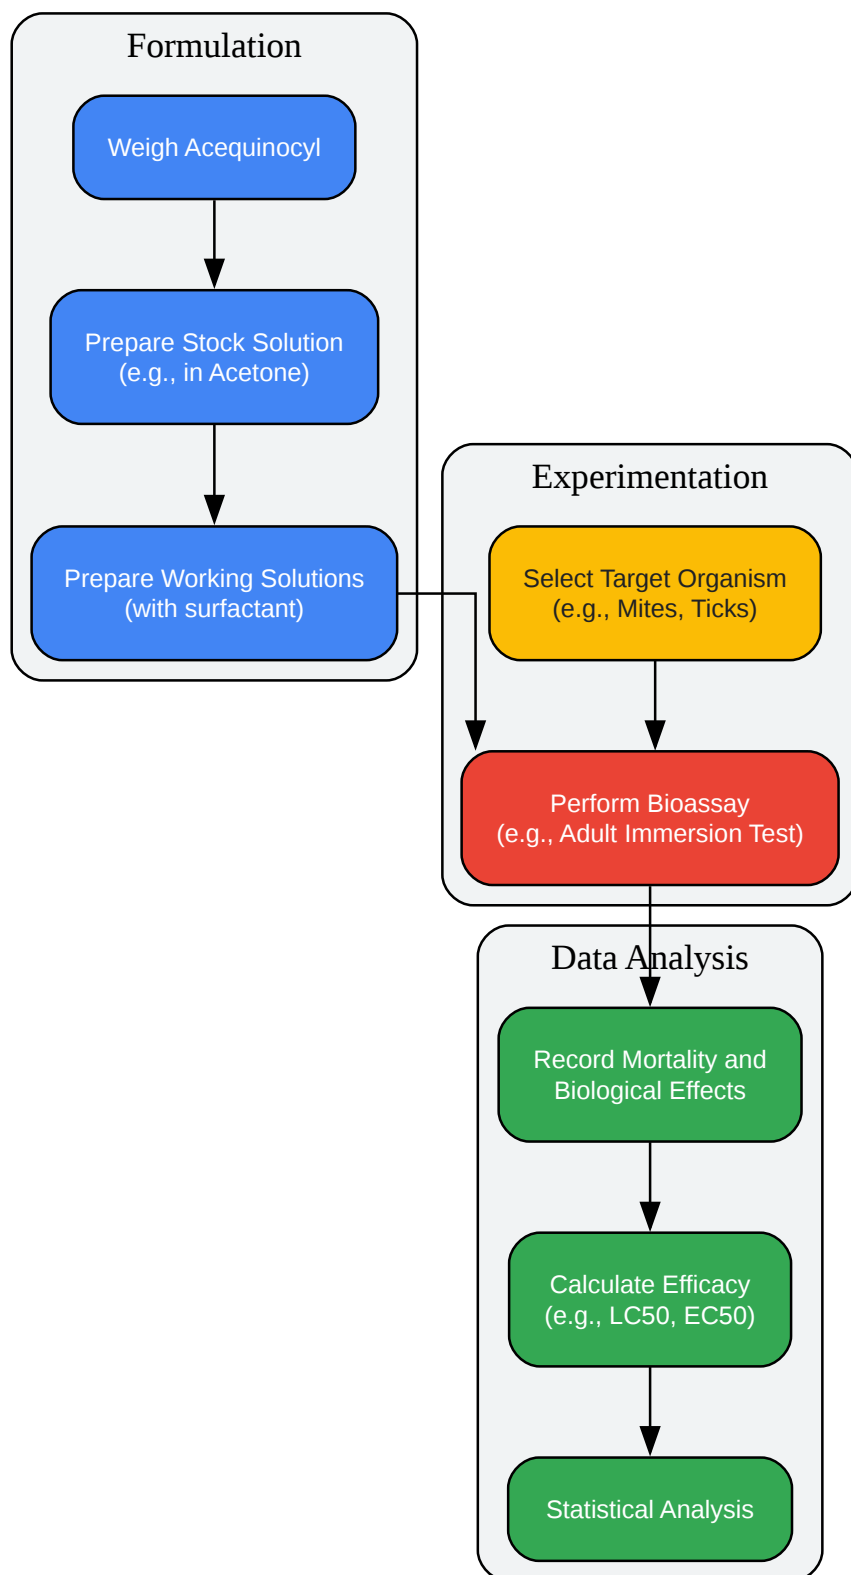 Formulation
Weigh Acequinocyl
Prepare Stock Solution
(e.g., in Acetone)
Prepare Working Solutions
(with surfactant)
Experimentation
Select Target Organism
(e.g., Mites, Ticks)
Perform Bioassay
(e.g., Adult Immersion Test)
Data Analysis
Record Mortality and
Biological Effects
Calculate Efficacy
(e.g., LC50, EC50)
Statistical Analysis